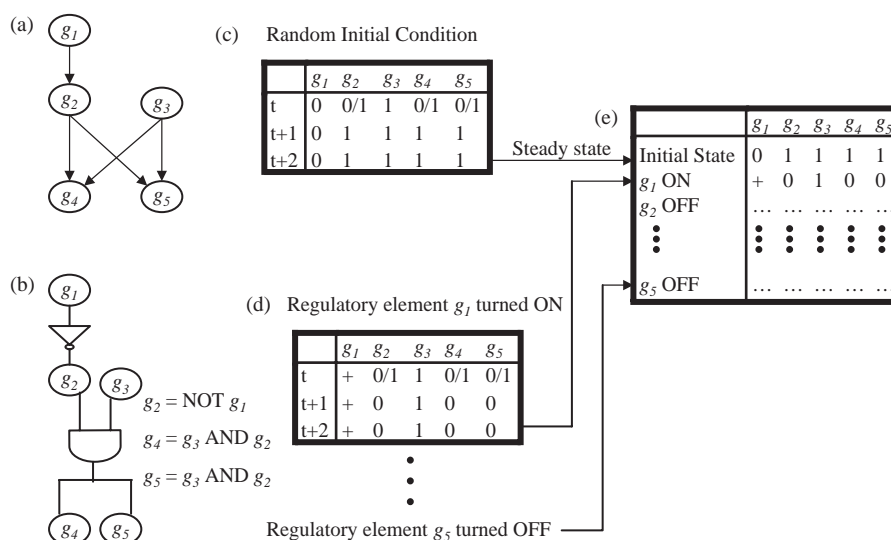 (a)
g1
g2 g3
g4 g5
(b)
g1
g2 g3
g2 = NOT g1
g4 = g3 AND g2
g5 = g3 AND g2
g4 g5
(c) Random Initial Condition
g1 g2 g3 g4 g5
t 0 0/1 1 0/1 0/1
t+1 0 1 1 1 1
t+2 0 1 1 1 1
Steady state
(d) Regulatory element g1 turned ON
g1 g2 g3 g4 g5
t + 0/1 1 0/1 0/1
t+1 + 0 1 0 0
t+2 + 0 1 0 0
Regulatory element g5 turned OFF
(e)
g1 g2 g3 g4 g5
Initial State 0 1 1 1 1
g1 ON + 0 1 0 0
g2 OFF ... ... ... ... ...
g5 OFF ... ... ... ... ...